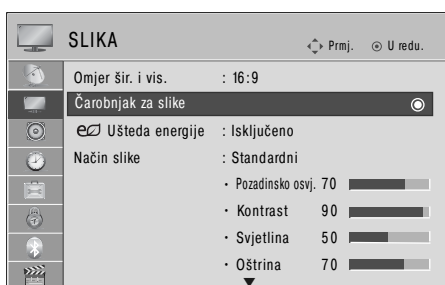 SLIKA
Prmj. U redu.
Omjer šir. i vis. : 16:9
Čarobnjak za slike
Ušteda energije : Isključeno
Način slike : Standardni
• Pozadinsko osvj. 70
• Kontrast 90
• Svjetlina 50
• Oštrina 70